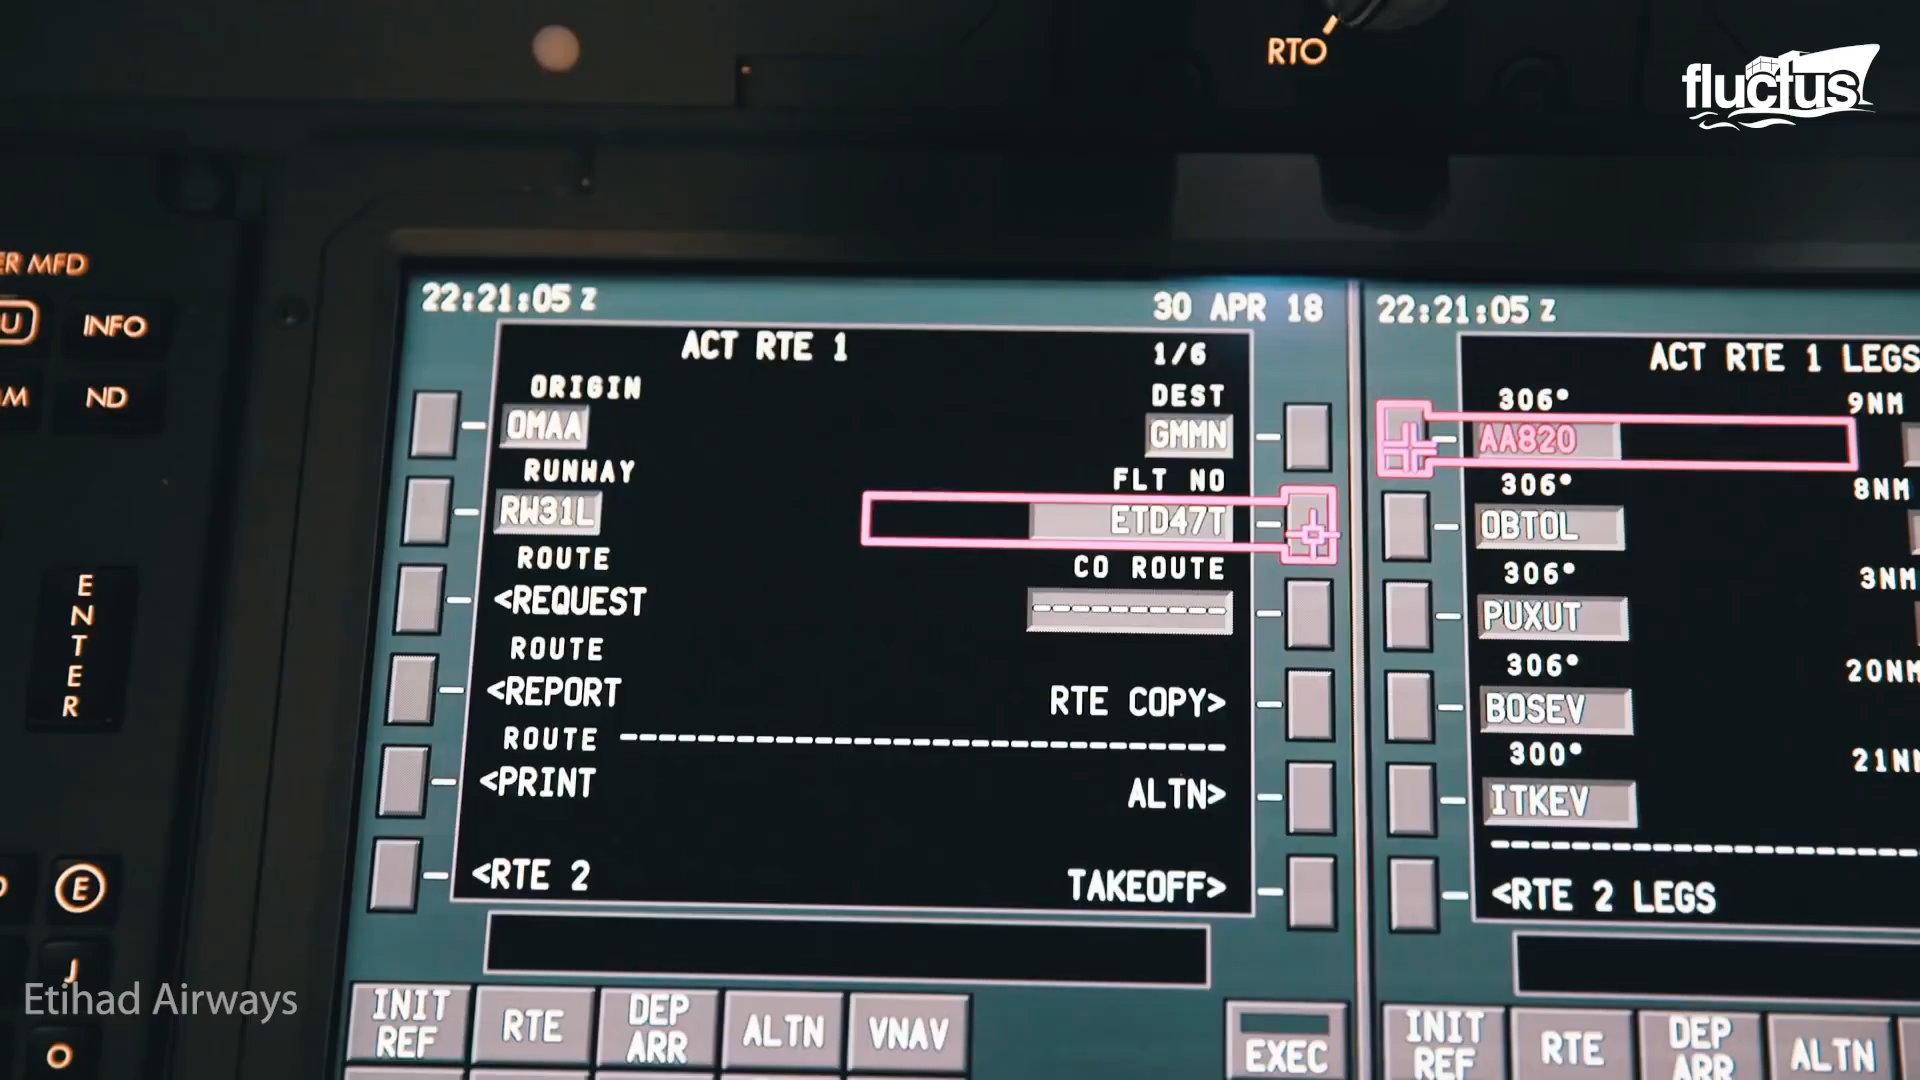 RTO
fluctus
ER MFD
INFO
ND
ENTER
E
J
O
22:21:05 Z
30 APR 18
ACT RTE 1
1/6
ORIGIN
DEST
OMAA
GMMN
RUNWAY
FLT NO
RW31L
ETD47T
ROUTE
CO ROUTE
<REQUEST
----------
ROUTE
<REPORT
RTE COPY>
ROUTE
<PRINT
ALTN>
<RTE 2
TAKEOFF>
INIT REF
RTE
DEP ARR
ALTN
VNAV
EXEC
22:21:05 Z
ACT RTE 1 LEGS
306°
9NM
AA820
306°
8NM
OBTOL
306°
3NM
PUXUT
306°
20NM
BOSEV
300°
21NM
ITKEV
<RTE 2 LEGS
INIT REF
RTE
DEP ARR
ALTN
Etihad Airways